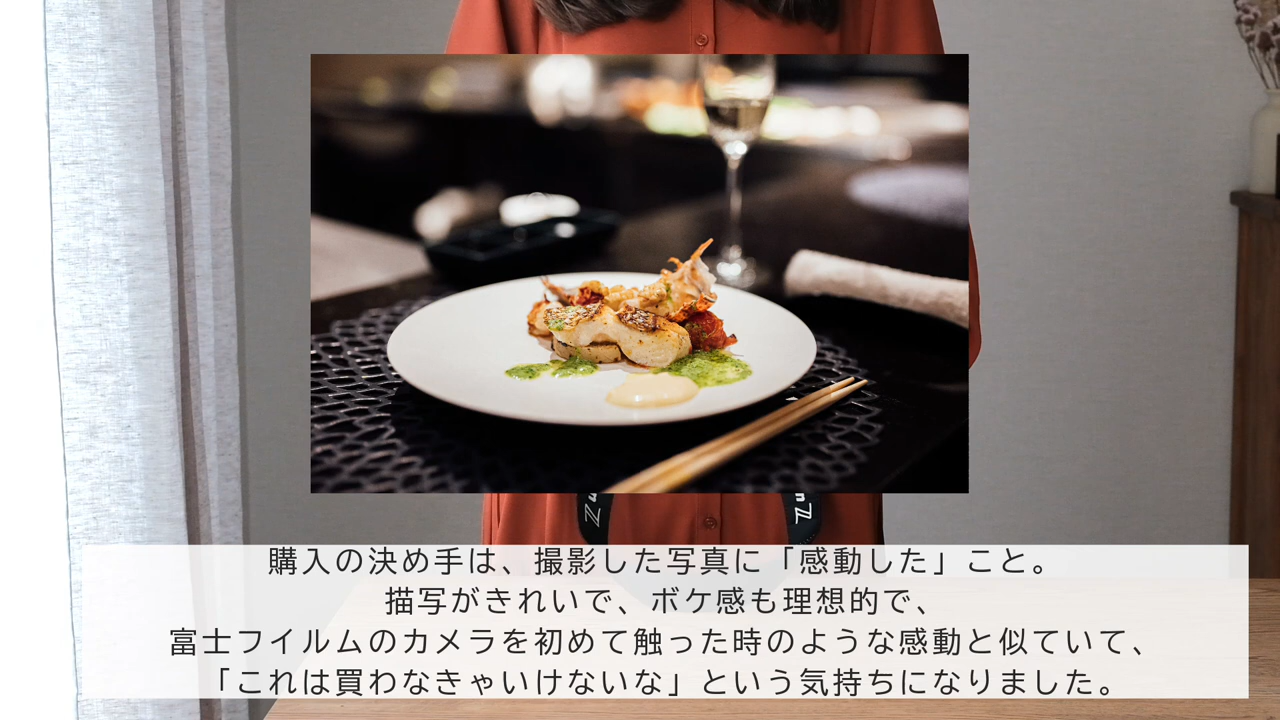 購入の決め手は、撮影した写真に「感動した」こと。
描写がきれいで、ボケ感も理想的で、
富士フイルムのカメラを初めて触った時のような感動と似ていて、
「これは買わなきゃいけないな」という気持ちになりました。
Z
Z